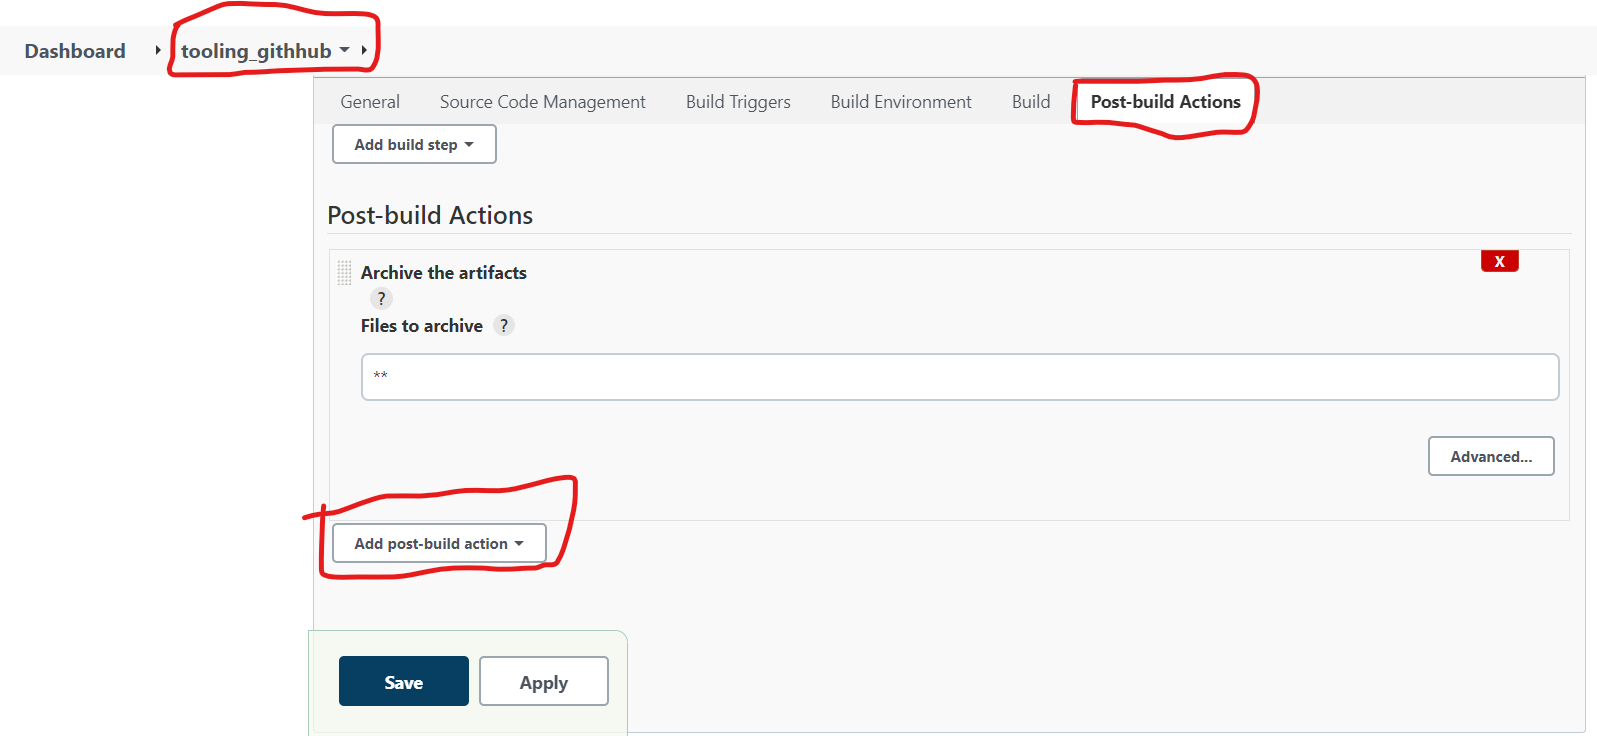 Dashboard tooling_githhub
General Source Code Management Build Triggers Build Environment Build Post-build Actions
Add build step
Post-build Actions
X
Archive the artifacts
?
Files to archive ?
**
Advanced...
Add post-build action
Save Apply